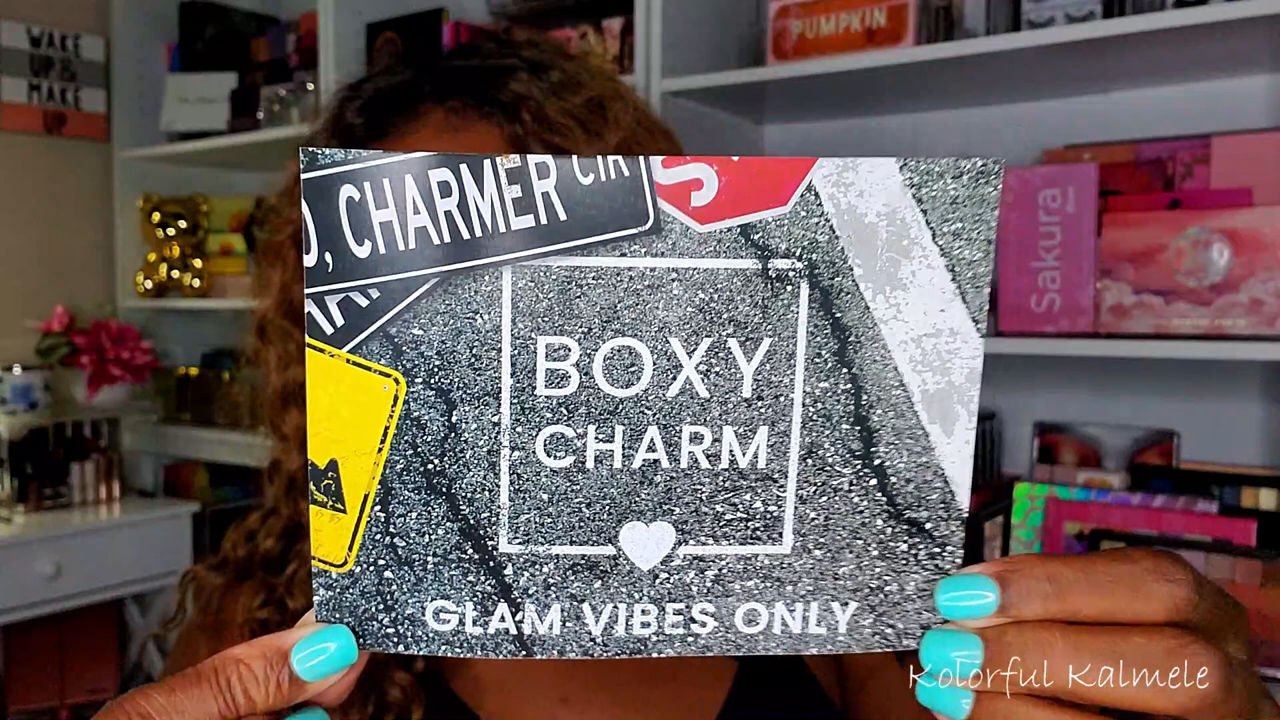 WAKE
UP &
MAKE
PUMPKIN
, CHARMER CIR
Sakura
BOXY
CHARM
GLAM VIBES ONLY
Kolorful Kalmele